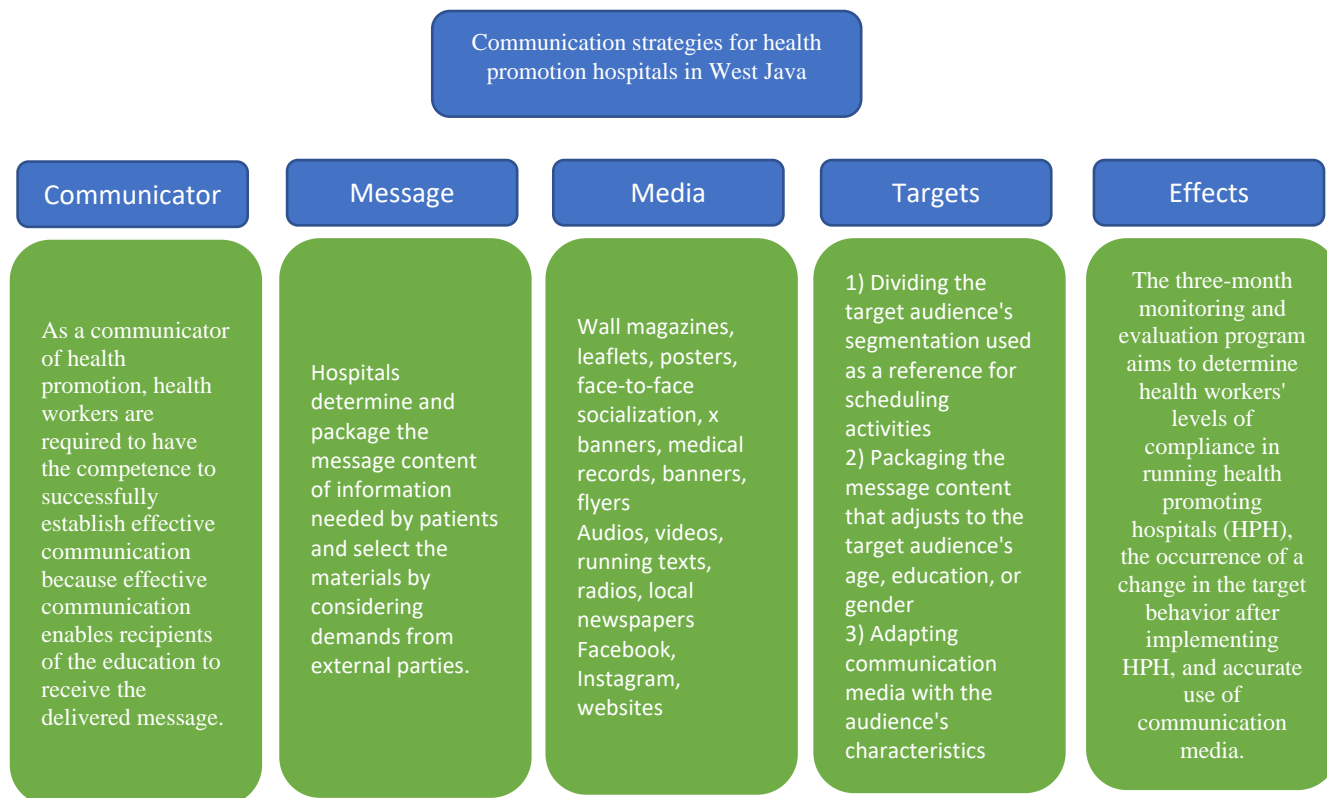 Communication strategies for health
promotion hospitals in West Java
Communicator
As a communicator
of health
promotion, health
workers are
required to have
the competence to
successfully
establish effective
communication
because effective
communication
enables recipients
of the education to
receive the
delivered message.
Message
Hospitals
determine and
package the
message content
of information
needed by patients
and select the
materials by
considering
demands from
external parties.
Media
Wall magazines,
leaflets, posters,
face-to-face
socialization, x
banners, medical
records, banners,
flyers
Audios, videos,
running texts,
radios, local
newspapers
Facebook,
Instagram,
websites
Targets
1) Dividing the
target audience's
segmentation used
as a reference for
scheduling
activities
2) Packaging the
message content
that adjusts to the
target audience's
age, education, or
gender
3) Adapting
communication
media with the
audience's
characteristics
Effects
The three-month
monitoring and
evaluation program
aims to determine
health workers'
levels of
compliance in
running health
promoting
hospitals (HPH),
the occurrence of a
change in the target
behavior after
implementing
HPH, and accurate
use of
communication
media.